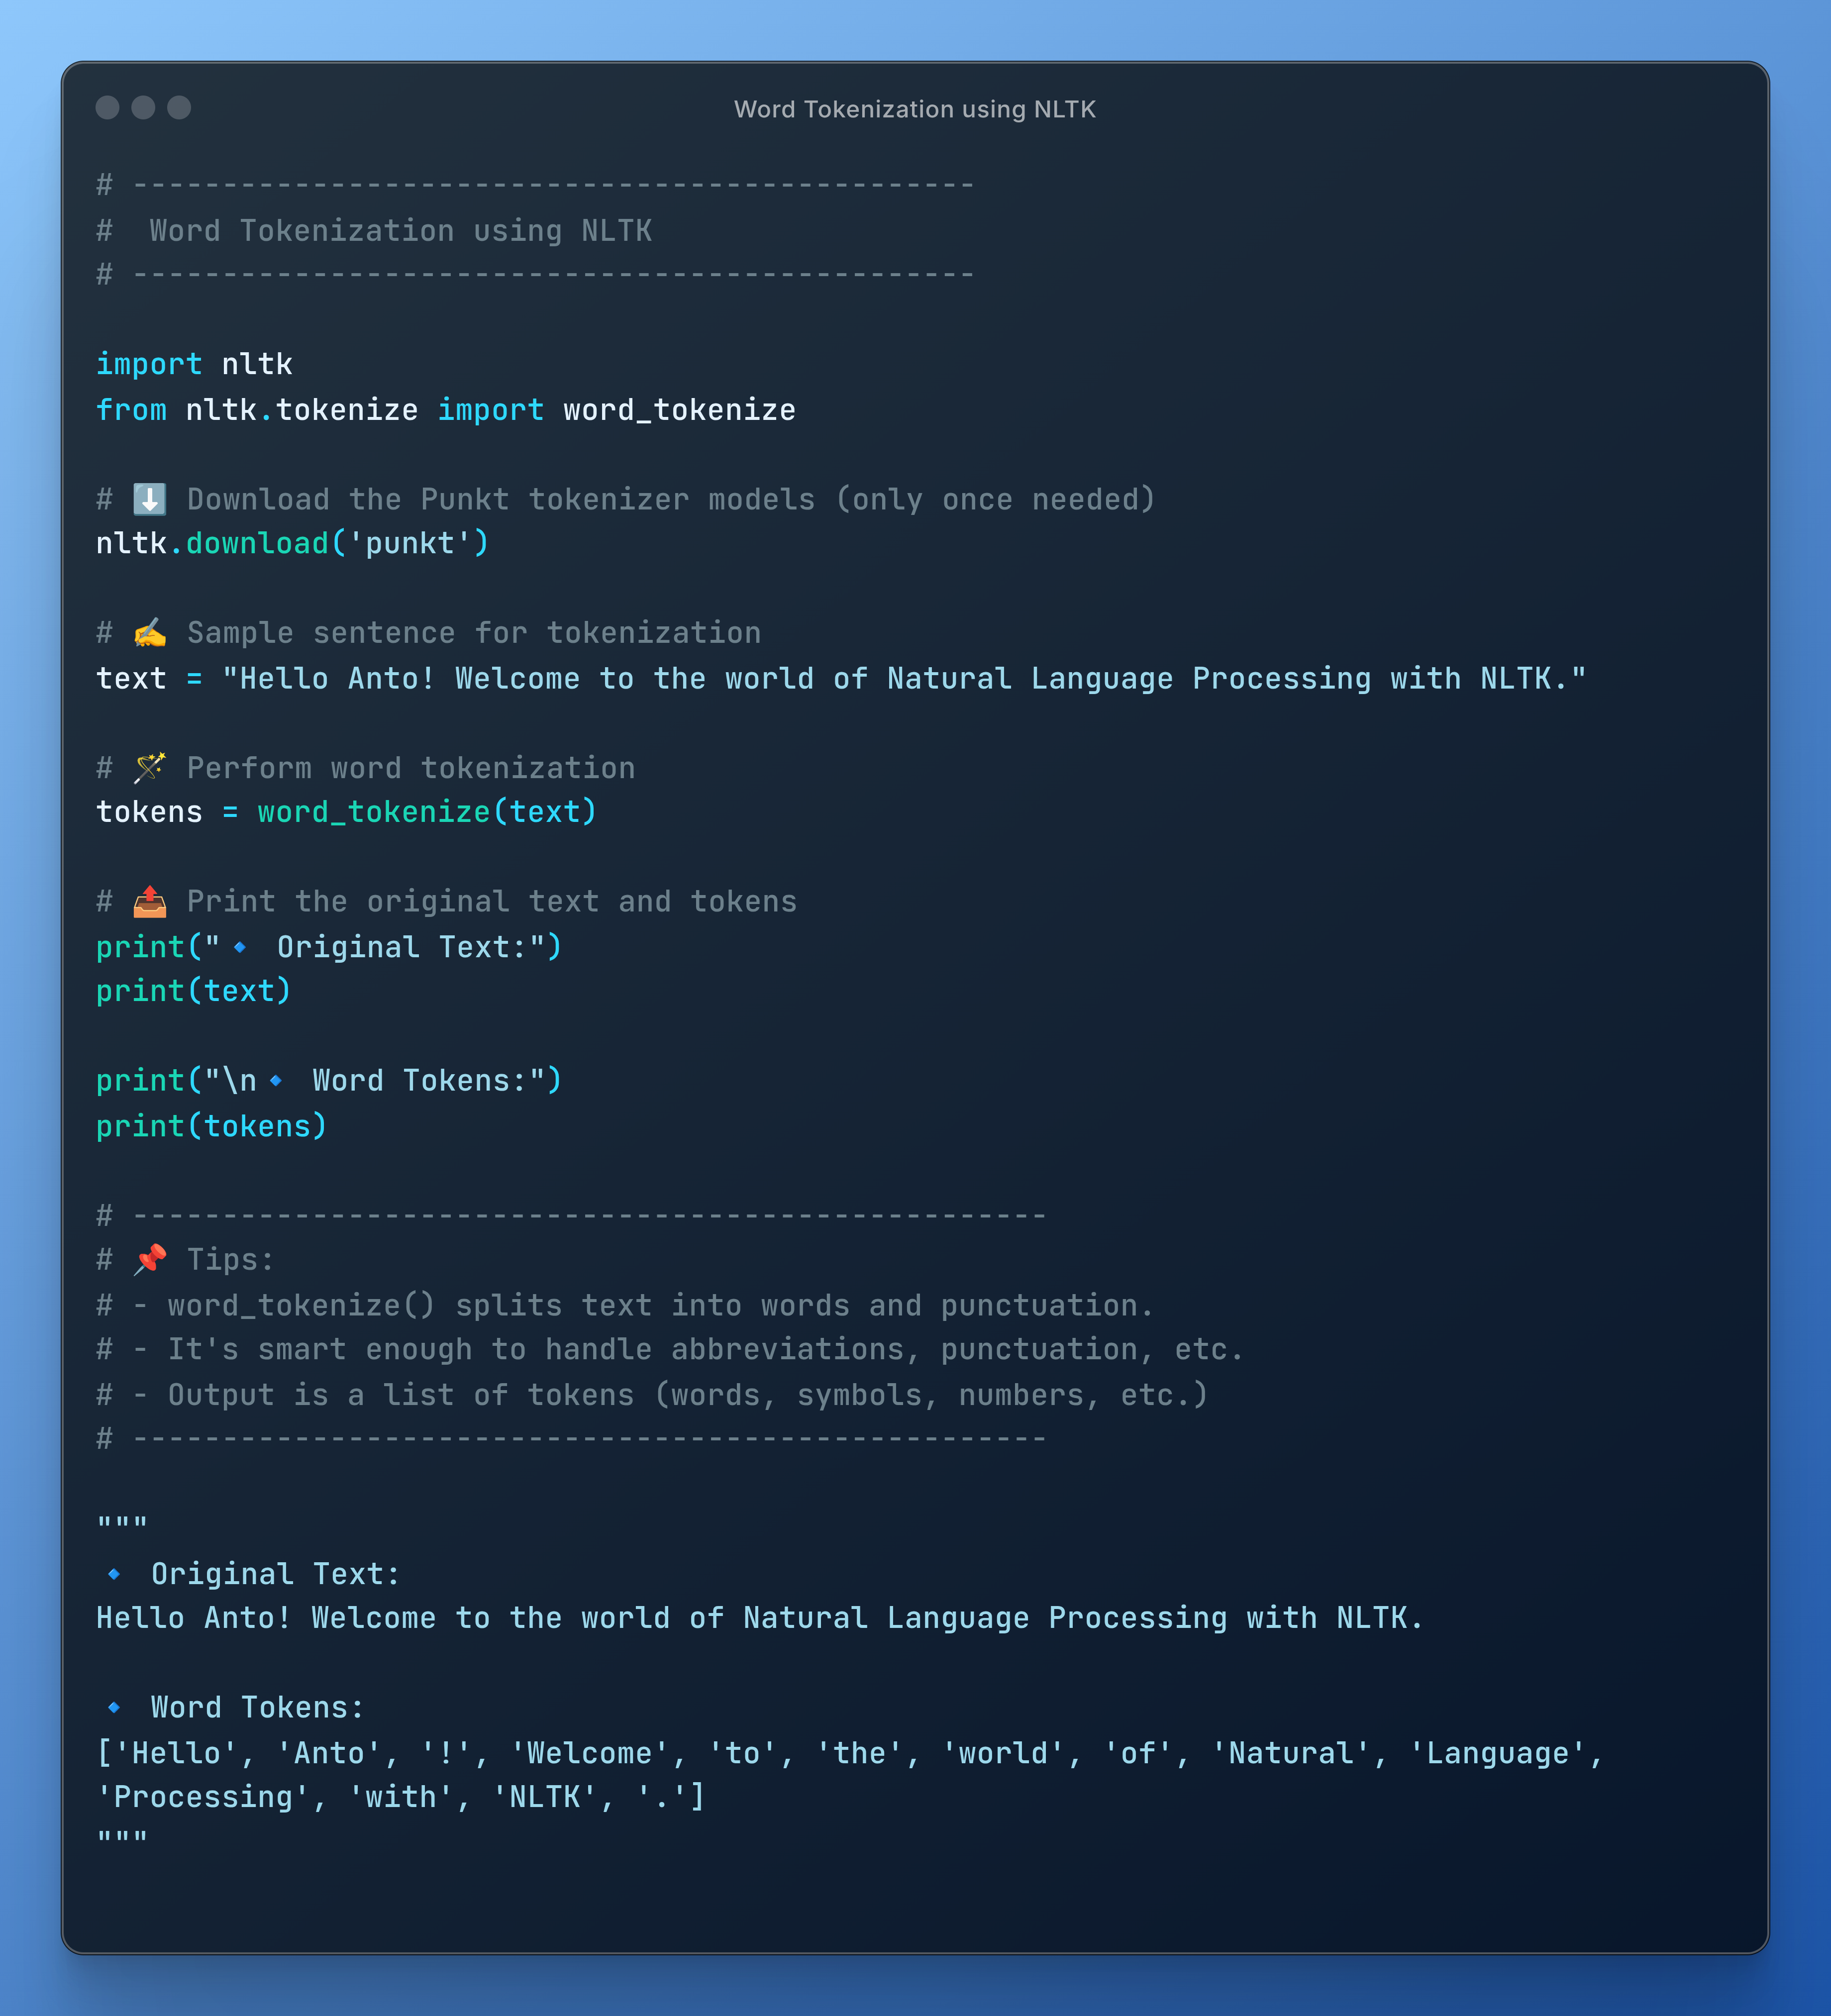 Word Tokenization using NLTK
# -----------------------------------------------
#  Word Tokenization using NLTK
# -----------------------------------------------
import nltk
from nltk.tokenize import word_tokenize
# ⬇️ Download the Punkt tokenizer models (only once needed)
nltk.download('punkt')
# ✍️ Sample sentence for tokenization
text = "Hello Anto! Welcome to the world of Natural Language Processing with NLTK."
# 🪄 Perform word tokenization
tokens = word_tokenize(text)
# 📤 Print the original text and tokens
print("🔹 Original Text:")
print(text)
print("\n🔹 Word Tokens:")
print(tokens)
# ---------------------------------------------------
# 📌 Tips:
# - word_tokenize() splits text into words and punctuation.
# - It's smart enough to handle abbreviations, punctuation, etc.
# - Output is a list of tokens (words, symbols, numbers, etc.)
# ---------------------------------------------------
"""
🔹 Original Text:
Hello Anto! Welcome to the world of Natural Language Processing with NLTK.
🔹 Word Tokens:
['Hello', 'Anto', '!', 'Welcome', 'to', 'the', 'world', 'of', 'Natural', 'Language',
'Processing', 'with', 'NLTK', '.']
"""